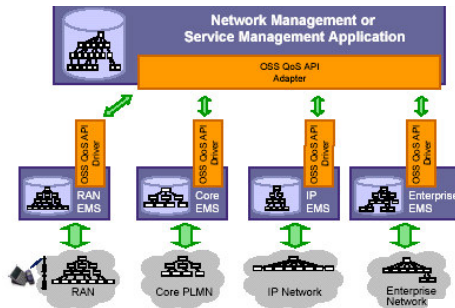 Network Management or
Service Management Application
OSS QoS API
Adapter
OSS QoS API
Driver
OSS QoS API
Driver
OSS QoS API
Driver
OSS QoS API
Driver
RAN
EMS
Core
EMS
IP
EMS
Enterprise
EMS
RAN
Core PLMN
IP Network
Enterprise
Network